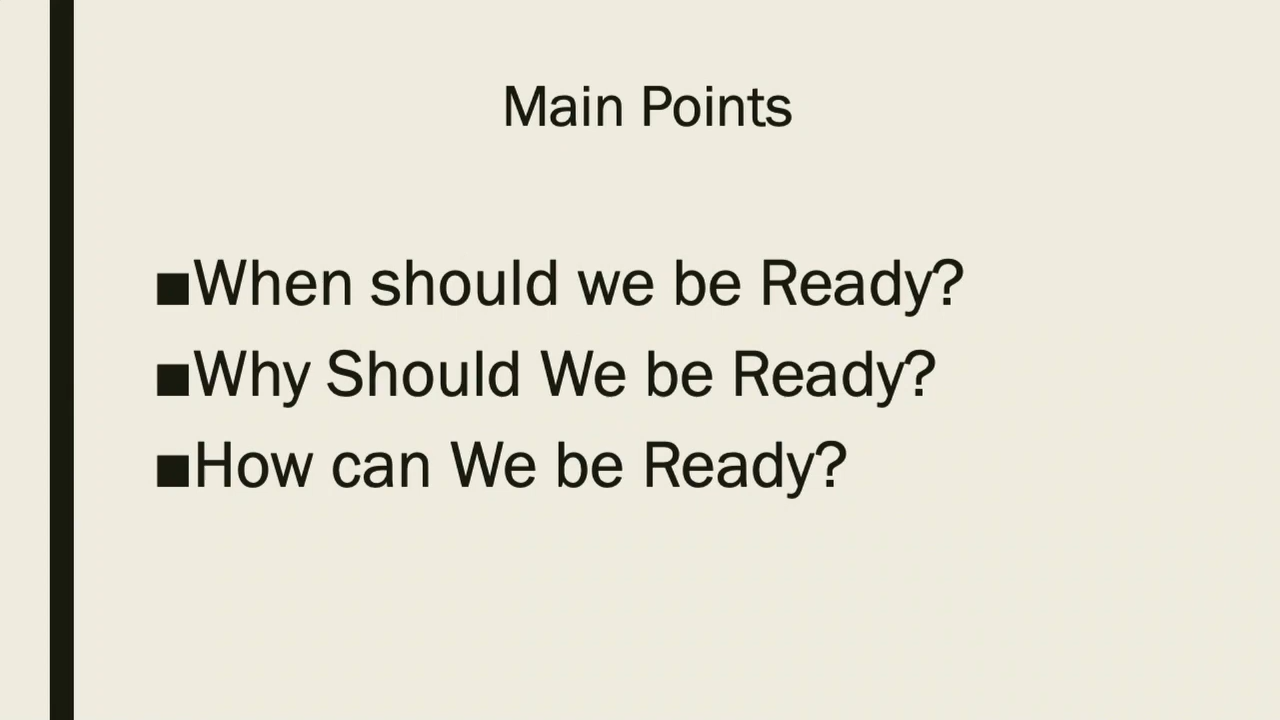 Main Points
■When should we be Ready?
■Why Should We be Ready?
■How can We be Ready?